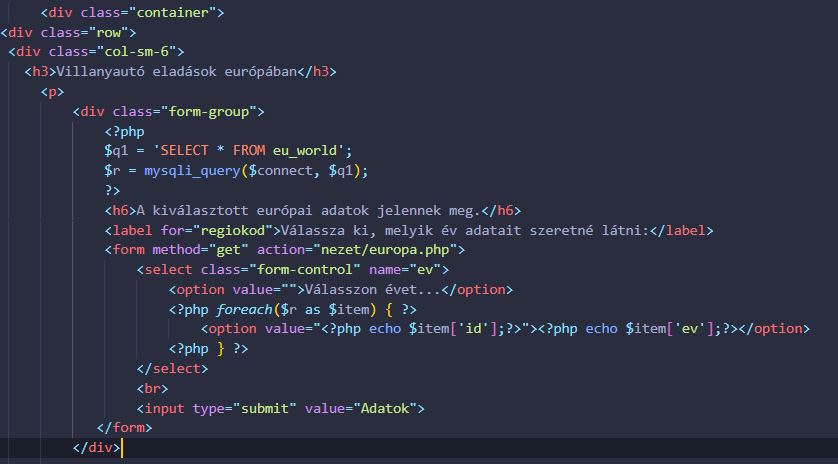 <div class="container">
<div class="row">
<div class="col-sm-6">
<h3>Villanyautó eladások európában</h3>
<p>
<div class="form-group">
<?php
$q1 = 'SELECT * FROM eu_world';
$r = mysqli_query($connect, $q1);
?>
<h6>A kiválasztott európai adatok jelennek meg.</h6>
<label for="regiokod">Válassza ki, melyik év adatait szeretné látni:</label>
<form method="get" action="nezet/europa.php">
<select class="form-control" name="ev">
<option value="">Válasszon évet...</option>
<?php foreach($r as $item) { ?>
<option value="<?php echo $item['id'];?>"><?php echo $item['ev'];?></option>
<?php } ?>
</select>
<br>
<input type="submit" value="Adatok">
</form>
</div>